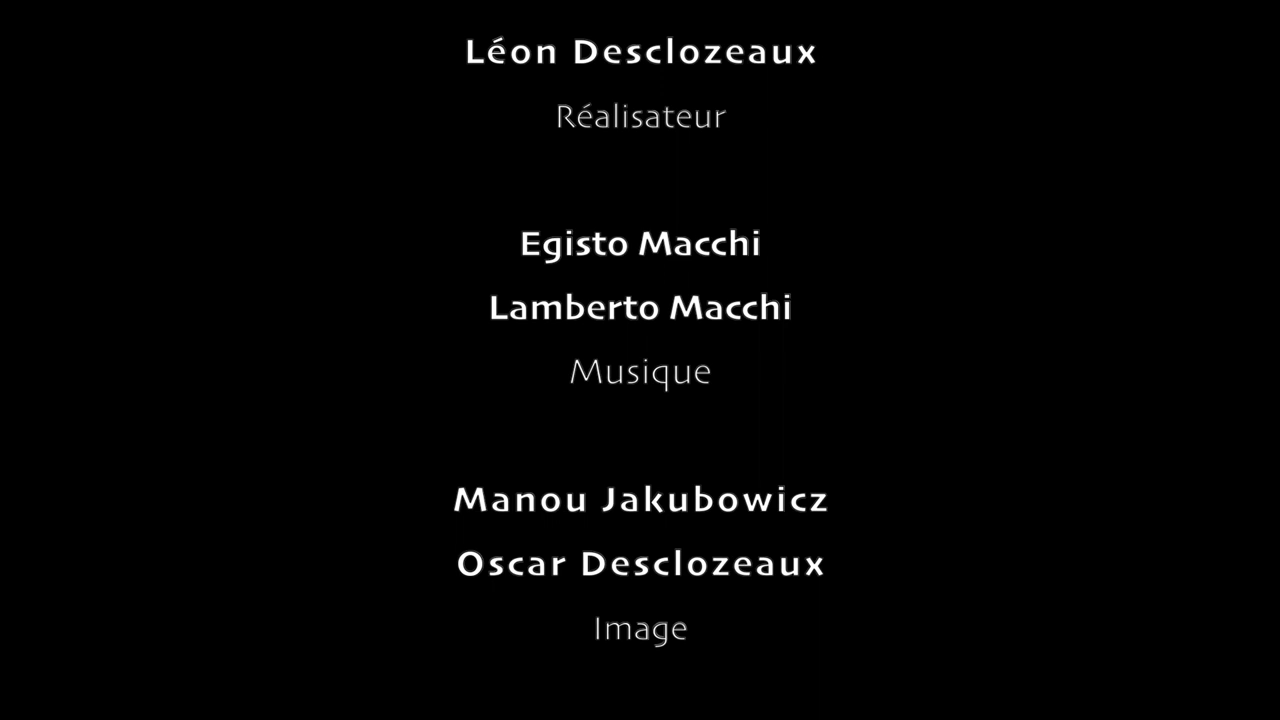 Léon Desclozeaux
Réalisateur
Egisto Macchi
Lamberto Macchi
Musique
Manou Jakubowicz
Oscar Desclozeaux
Image